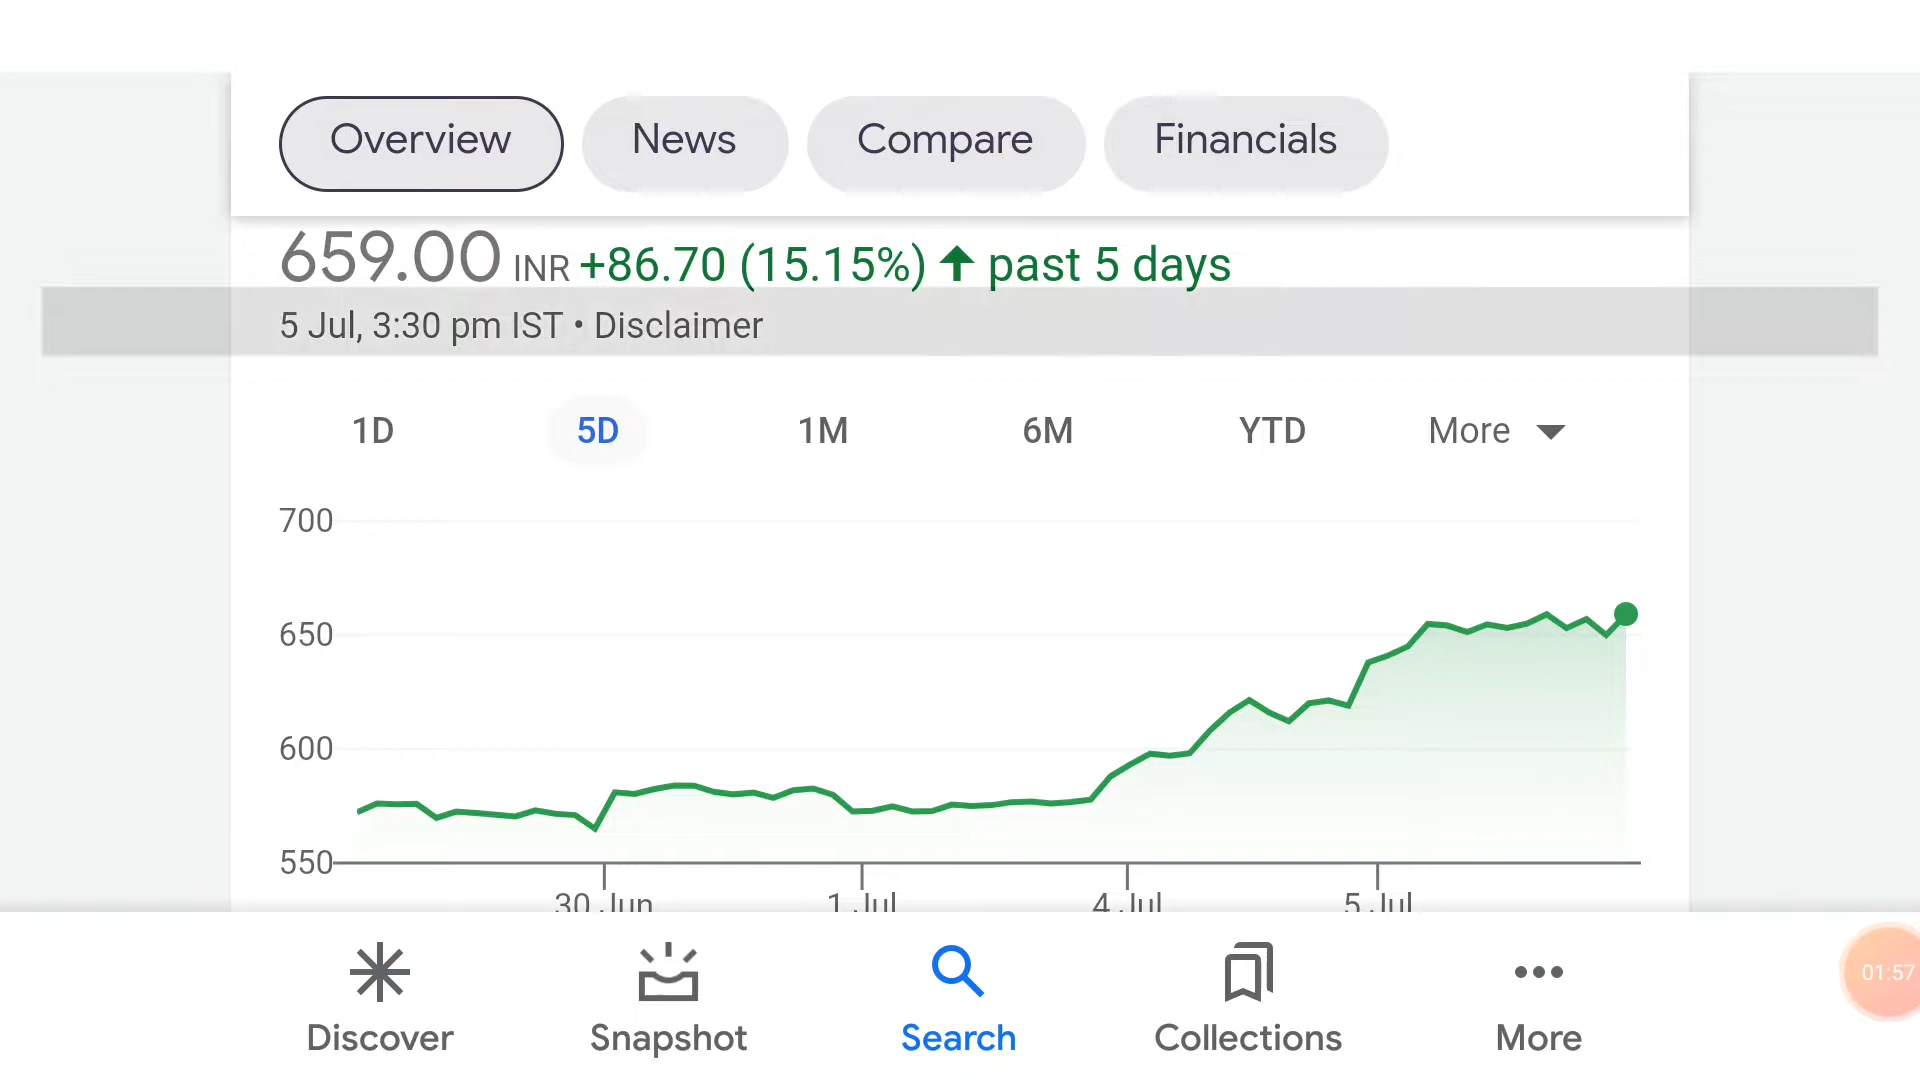 Overview News Compare Financials
659.00 INR +86.70 (15.15%) ↑ past 5 days
5 Jul, 3:30 pm IST • Disclaimer
1D 5D 1M 6M YTD More
700
650
600
550
30 Jun 1 Jul 4 Jul 5 Jul
Discover Snapshot Search Collections More
01:57